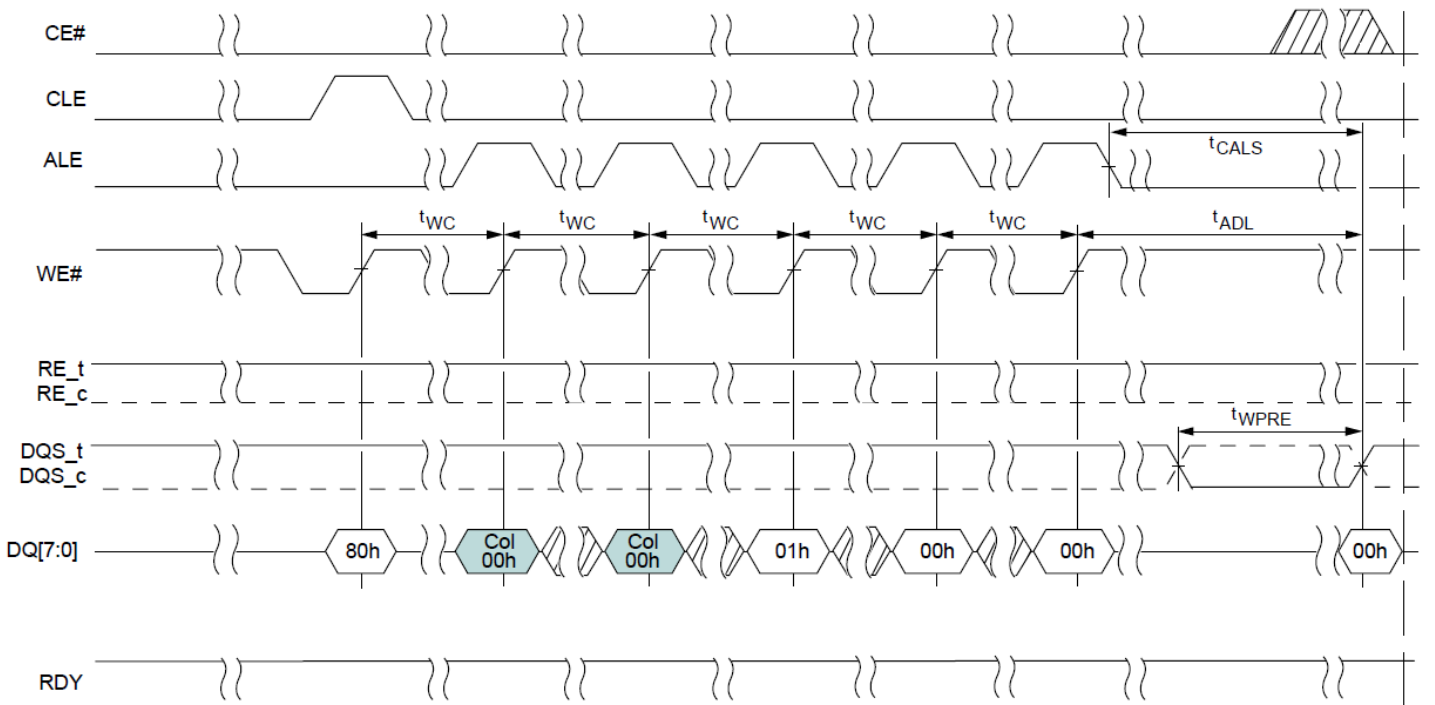 CE#
CLE
ALE
tCALS
tWC tWC tWC tWC tWC tADL
WE#
RE_t
RE_c
tWPRE
DQS_t
DQS_c
DQ[7:0] 80h Col 00h Col 00h 01h 00h 00h 00h
RDY